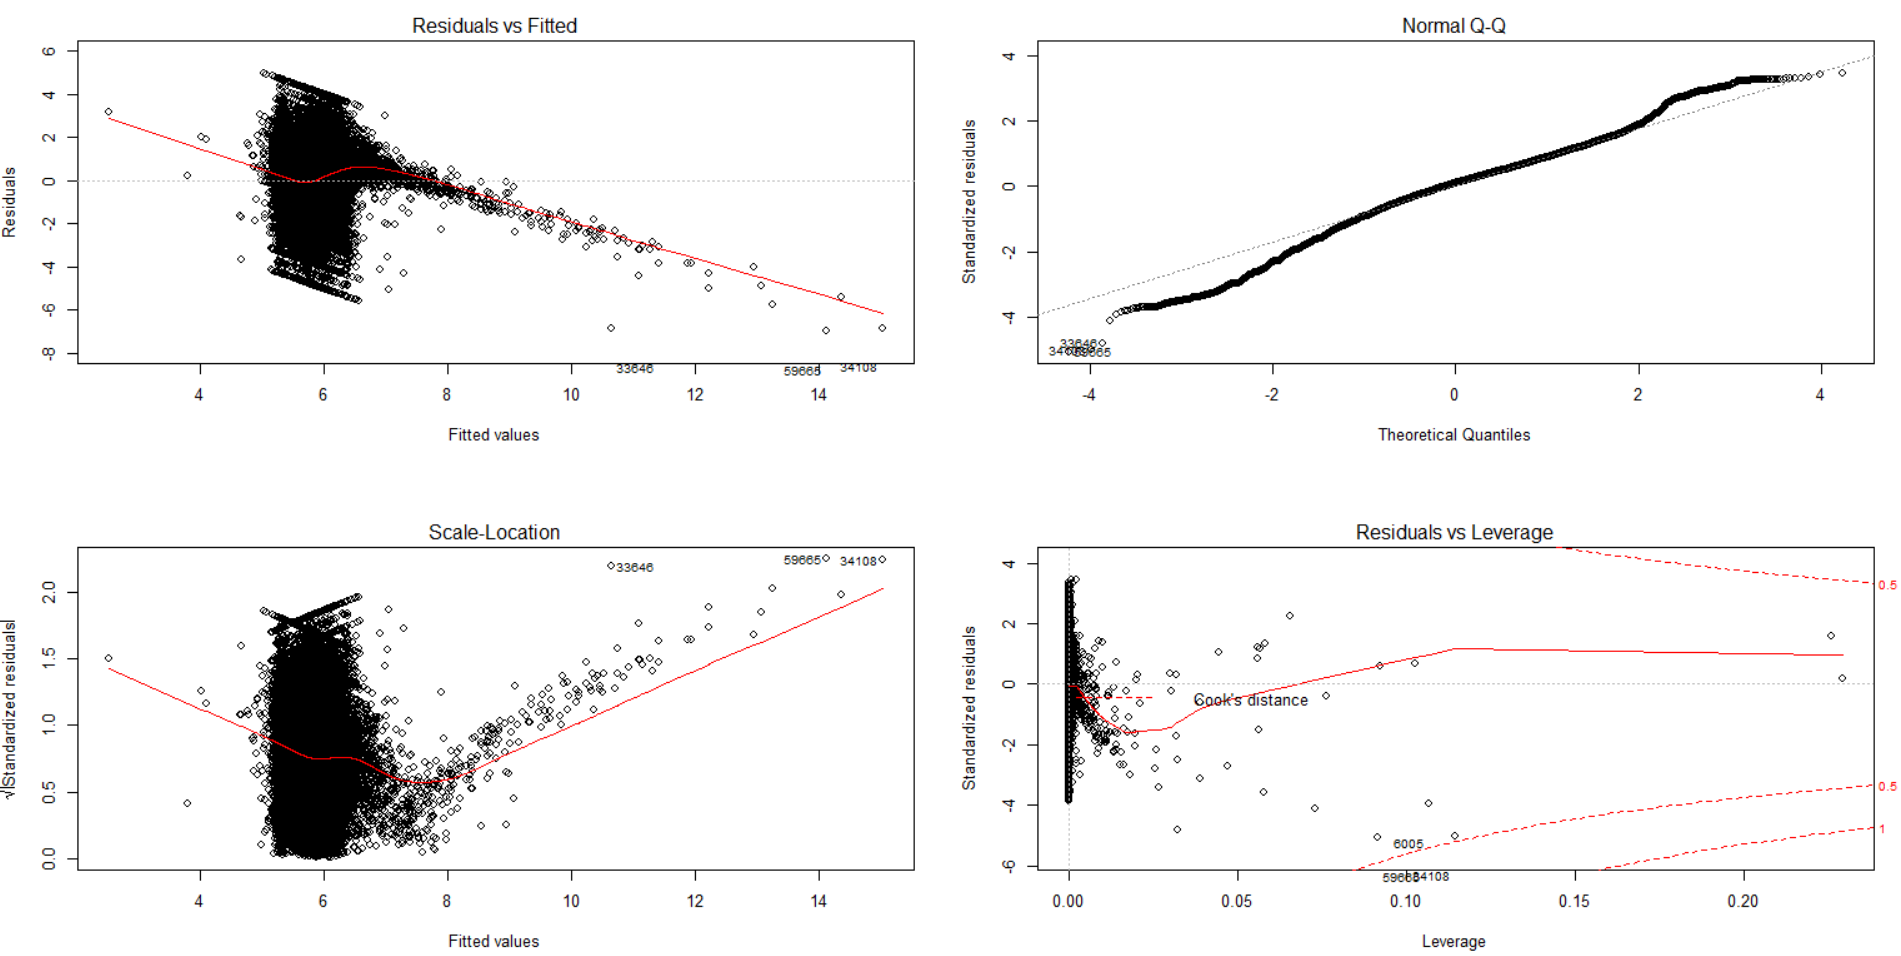 Residuals vs Fitted
Residuals
6
4
2
0
-2
-4
-6
-8
33646
59665
34108
4 6 8 10 12 14
Fitted values
Normal Q-Q
Standardized residuals
4
2
0
-2
-4
33646
59665
-4 -2 0 2 4
Theoretical Quantiles
Scale-Location
√|Standardized residuals|
2.0
1.5
1.0
0.5
0.0
33646
59665
34108
4 6 8 10 12 14
Fitted values
Residuals vs Leverage
Standardized residuals
4
2
0
-2
-4
-6
Cook's distance
0.5
0.5
1
6005
59665
34108
0.00 0.05 0.10 0.15 0.20
Leverage